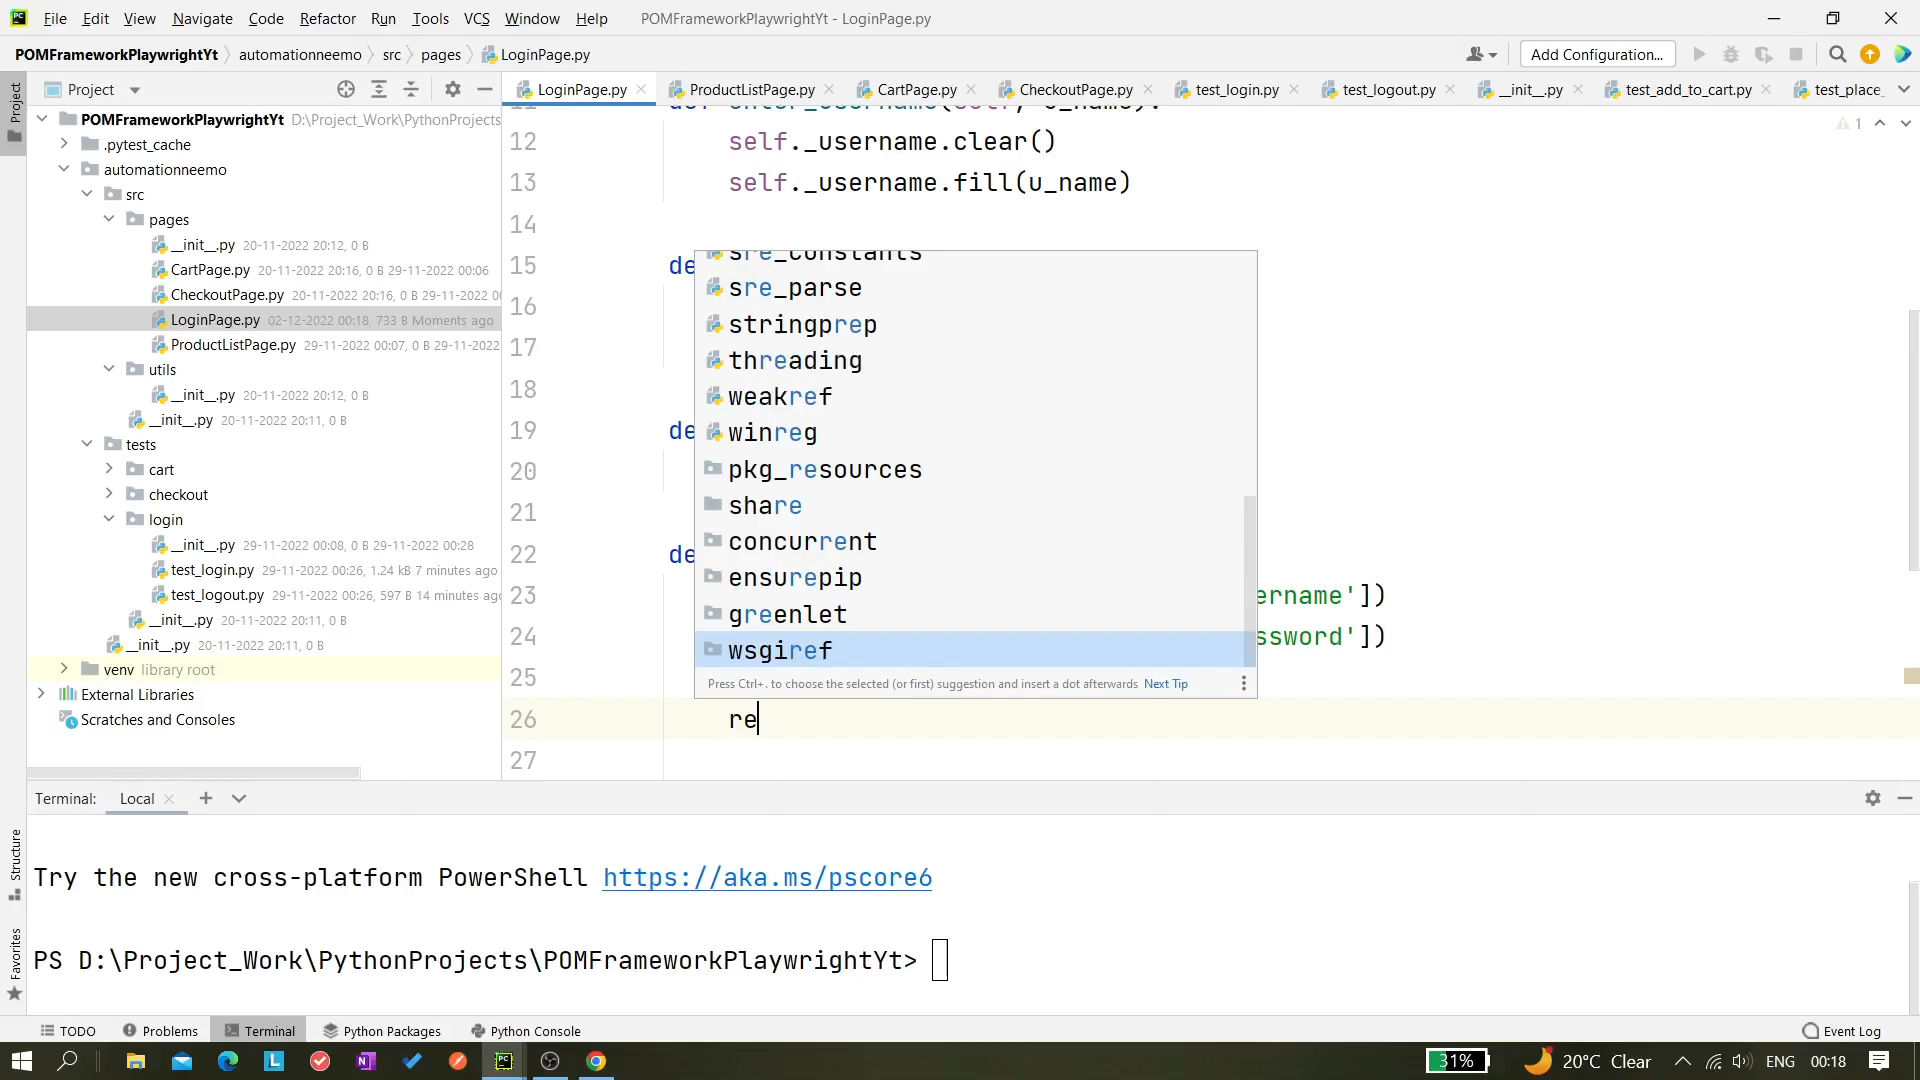 File Edit View Navigate Code Refactor Run Tools VCS Window Help POMFrameworkPlaywrightYt - LoginPage.py
POMFrameworkPlaywrightYt automationneemo src pages LoginPage.py Add Configuration...
Project LoginPage.py ProductListPage.py CartPage.py CheckoutPage.py test_login.py test_logout.py __init__.py test_add_to_cart.py test_place_
Project
Structure
Favorites
POMFrameworkPlaywrightYt D:\Project_Work\PythonProjects
.pytest_cache
automationneemo
src
pages
__init__.py 20-11-2022 20:12, 0 B
CartPage.py 20-11-2022 20:16, 0 B 29-11-2022 00:06
CheckoutPage.py 20-11-2022 20:16, 0 B 29-11-2022 00
LoginPage.py 02-12-2022 00:18, 733 B Moments ago
ProductListPage.py 29-11-2022 00:07, 0 B 29-11-2022
utils
__init__.py 20-11-2022 20:12, 0 B
__init__.py 20-11-2022 20:11, 0 B
tests
cart
checkout
login
__init__.py 29-11-2022 00:08, 0 B 29-11-2022 00:28
test_login.py 29-11-2022 00:26, 1.24 kB 7 minutes ago
test_logout.py 29-11-2022 00:26, 597 B 14 minutes ago
__init__.py 20-11-2022 20:11, 0 B
__init__.py 20-11-2022 20:11, 0 B
venv library root
External Libraries
Scratches and Consoles
1
11 def enter_username(self, u_name):
12 self._username.clear()
13 self._username.fill(u_name)
14
15 de
16
17
18
19 de
20
21
22 de
23 ername'])
24 ssword'])
25
26 re
27
sre_constants
sre_parse
stringprep
threading
weakref
winreg
pkg_resources
share
concurrent
ensurepip
greenlet
wsgiref
Press Ctrl+. to choose the selected (or first) suggestion and insert a dot afterwards Next Tip
Terminal: Local
Try the new cross-platform PowerShell https://aka.ms/pscore6
PS D:\Project_Work\PythonProjects\POMFrameworkPlaywrightYt>
TODO Problems Terminal Python Packages Python Console Event Log
31% 20°C Clear ENG 00:18